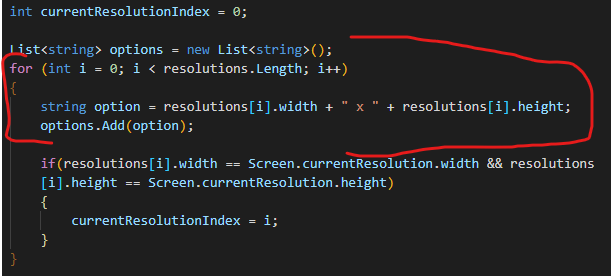 int currentResolutionIndex = 0;
List<string> options = new List<string>();
for (int i = 0; i < resolutions.Length; i++)
{
string option = resolutions[i].width + " x " + resolutions[i].height;
options.Add(option);
if(resolutions[i].width == Screen.currentResolution.width && resolutions
[i].height == Screen.currentResolution.height)
{
currentResolutionIndex = i;
}
}